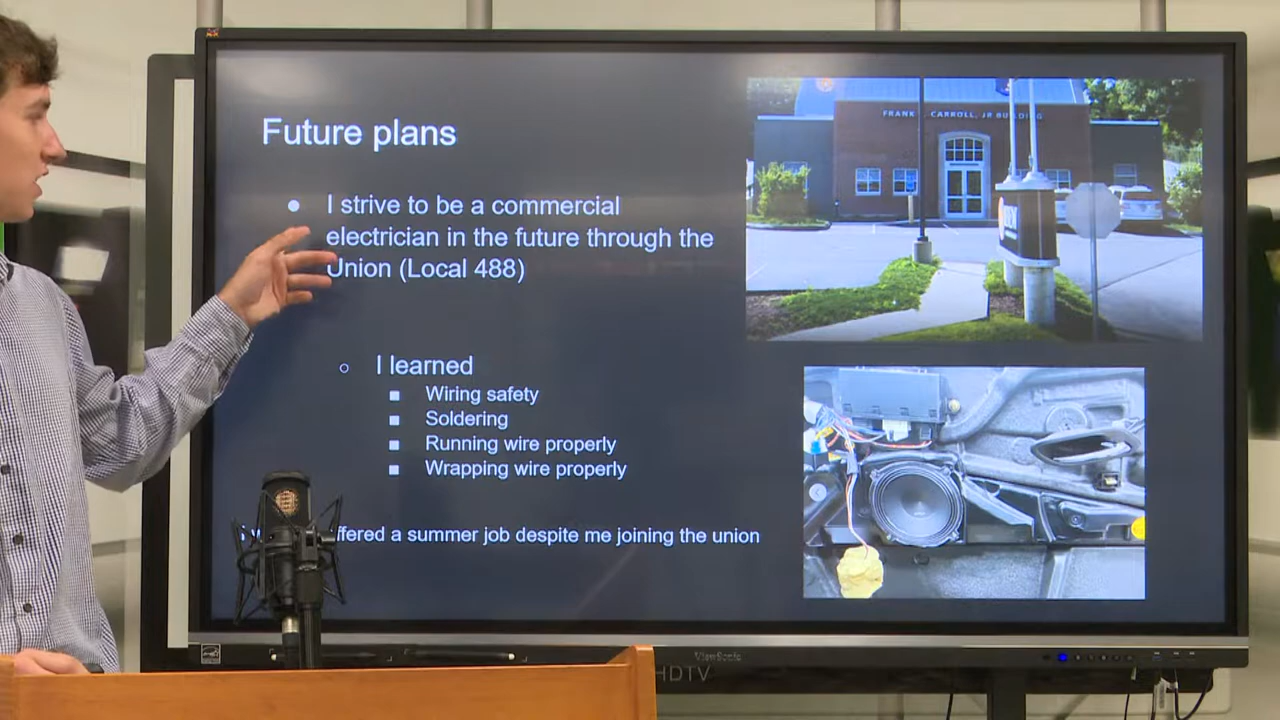 Future plans
● I strive to be a commercial
electrician in the future through the
Union (Local 488)
○ I learned
■ Wiring safety
■ Soldering
■ Running wire properly
■ Wrapping wire properly
ffered a summer job despite me joining the union
FRANK CARROLL, JR BUILDING
ViewSonic
HDTV